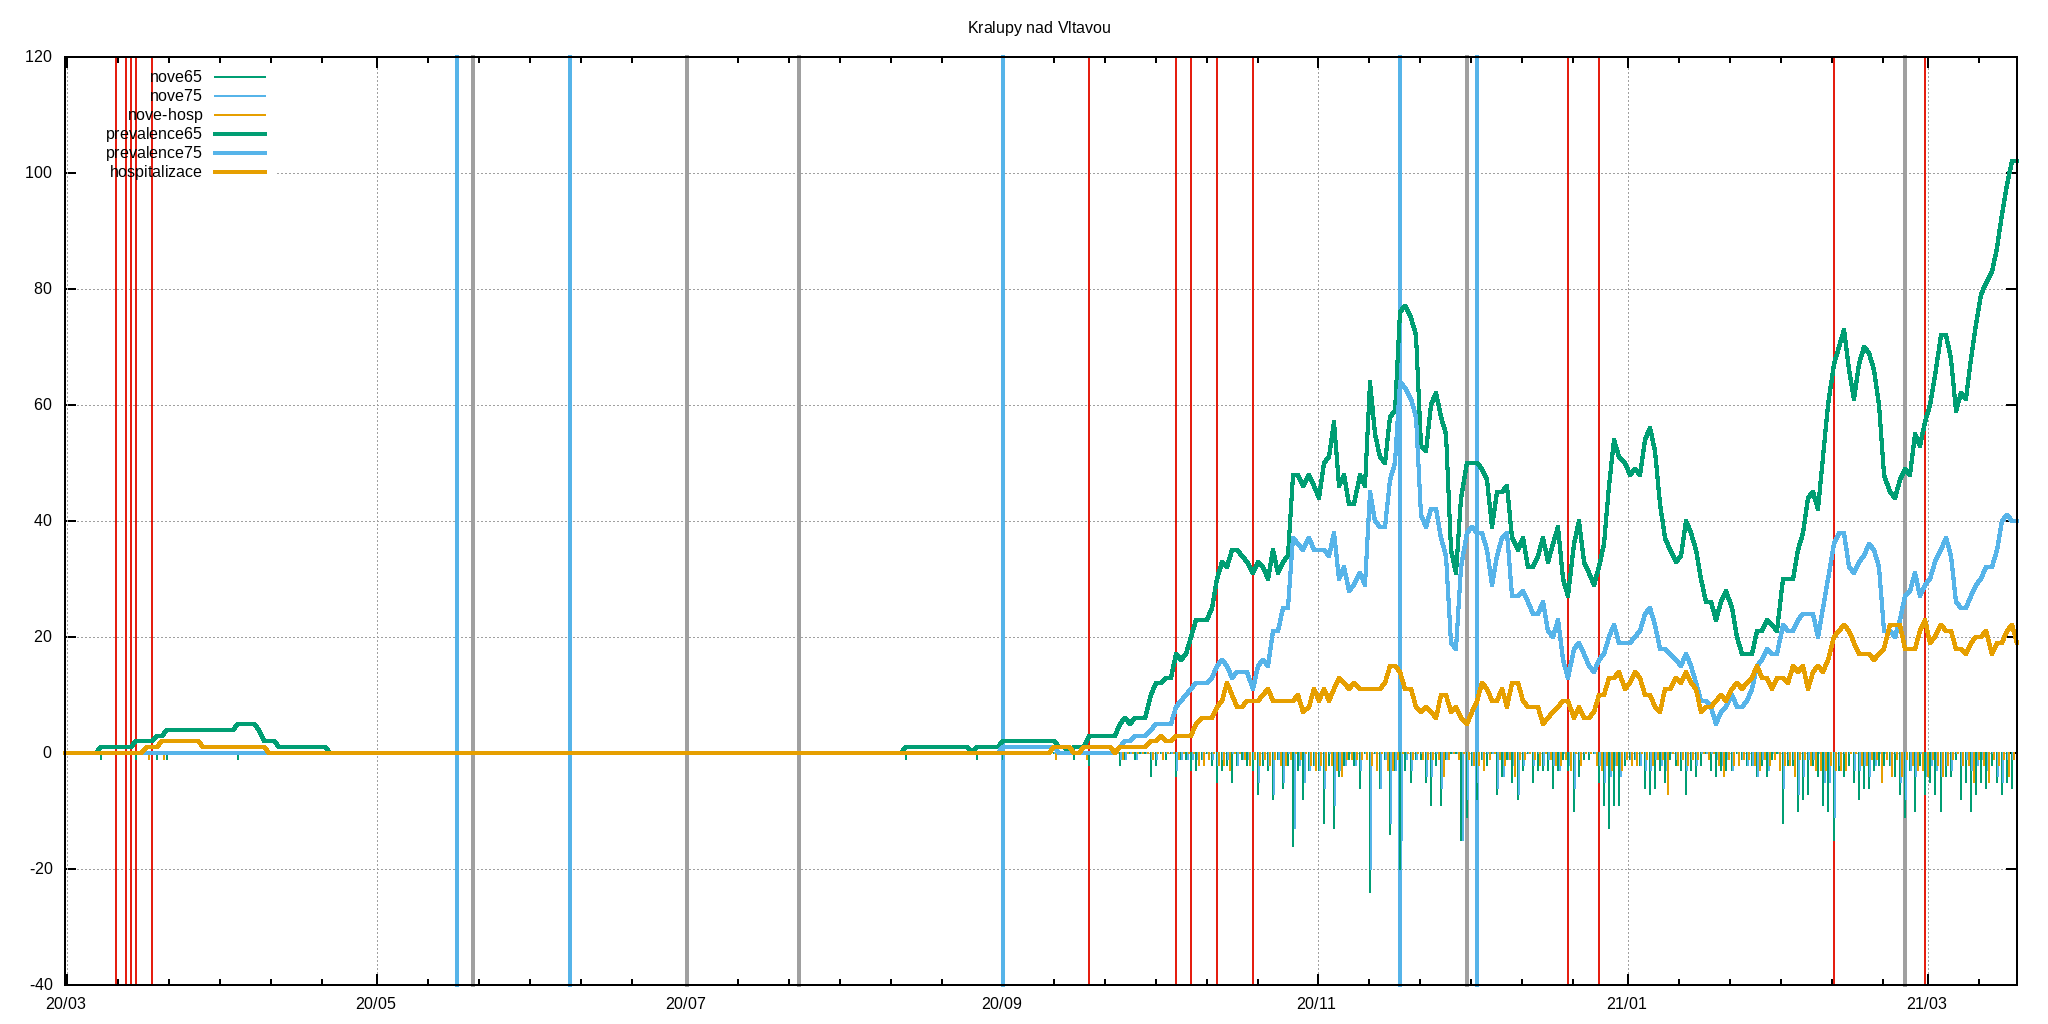 Kralupy nad Vltavou
120
100
80
60
40
20
0
-20
-40
nove65
nove75
nove-hosp
prevalence65
prevalence75
hospitalizace
20/03 20/05 20/07 20/09 20/11 21/01 21/03